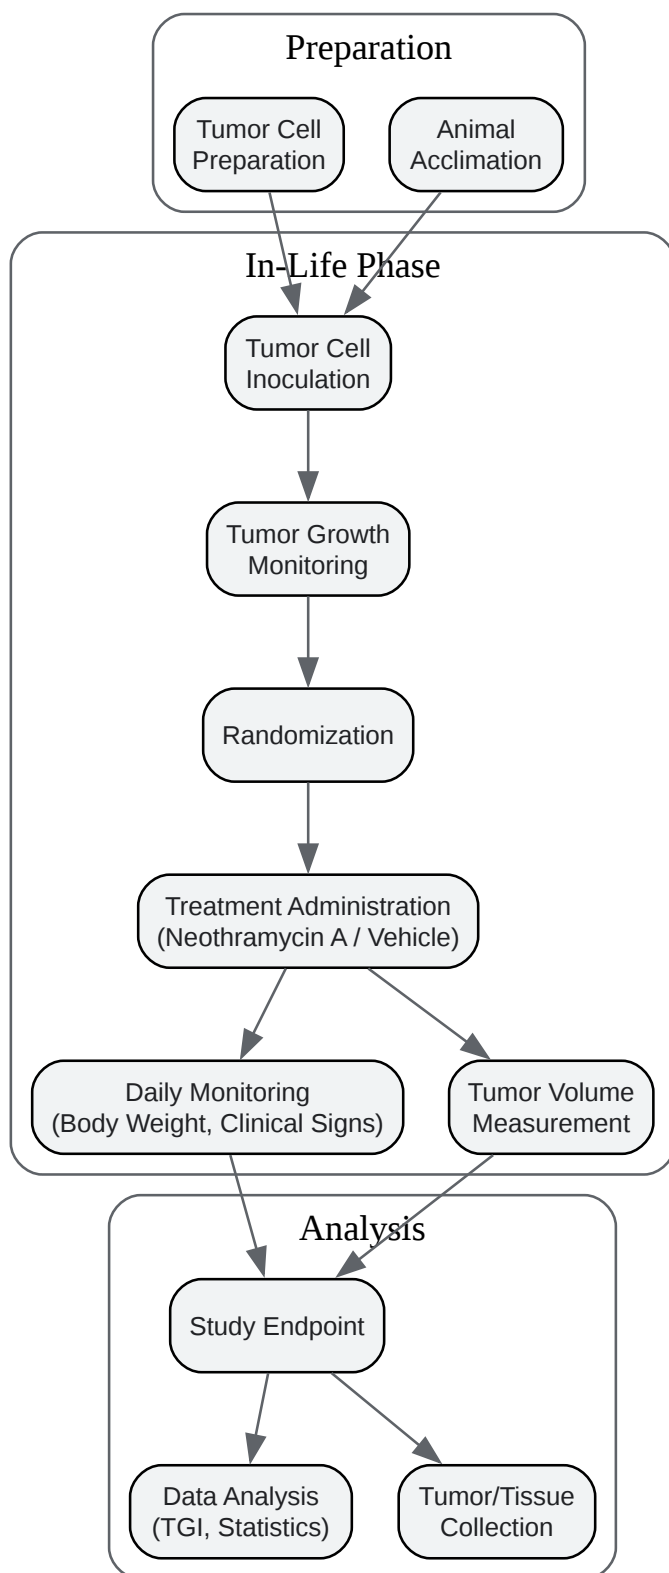 Preparation
Tumor Cell
Preparation
Animal
Acclimation
In-Life Phase
Tumor Cell
Inoculation
Tumor Growth
Monitoring
Randomization
Treatment Administration
(Neothramycin A / Vehicle)
Daily Monitoring
(Body Weight, Clinical Signs)
Tumor Volume
Measurement
Analysis
Study Endpoint
Data Analysis
(TGI, Statistics)
Tumor/Tissue
Collection